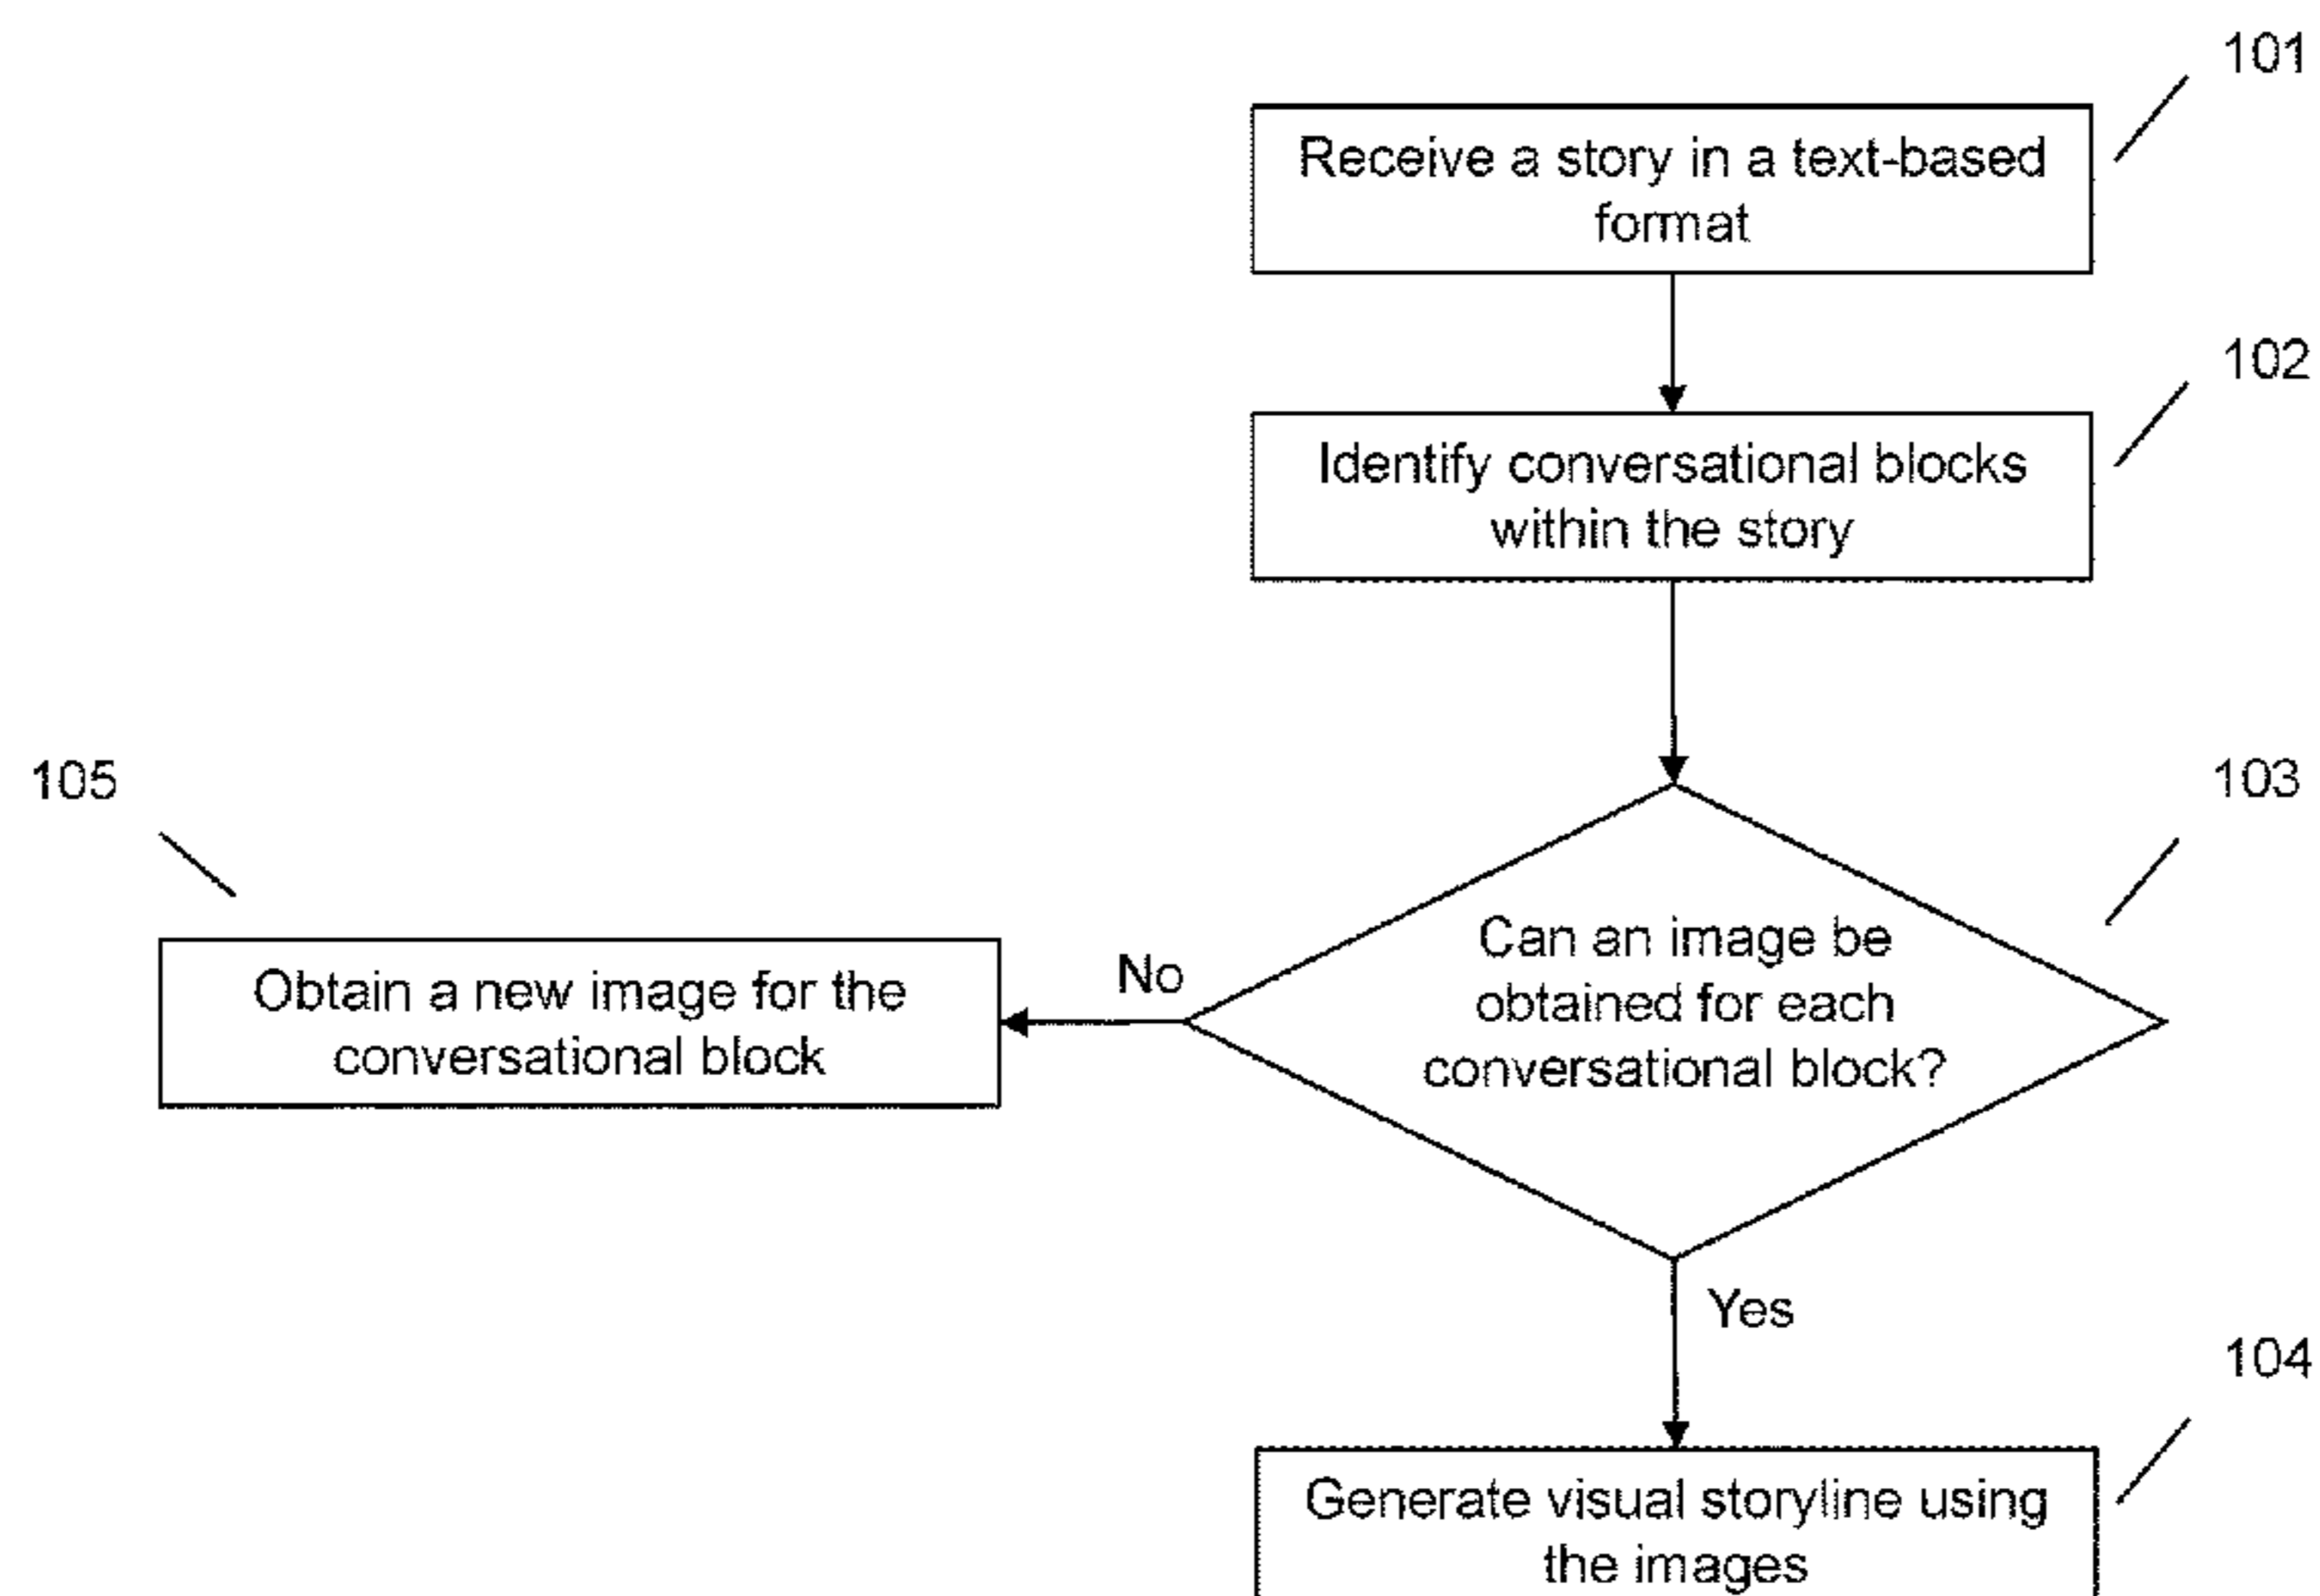 101
Receive a story in a text-based
format
102
Identify conversational blocks
within the story
105
103
Can an image be
obtained for each
conversational block?
No
Obtain a new image for the
conversational block
Yes
104
Generate visual storyline using
the images